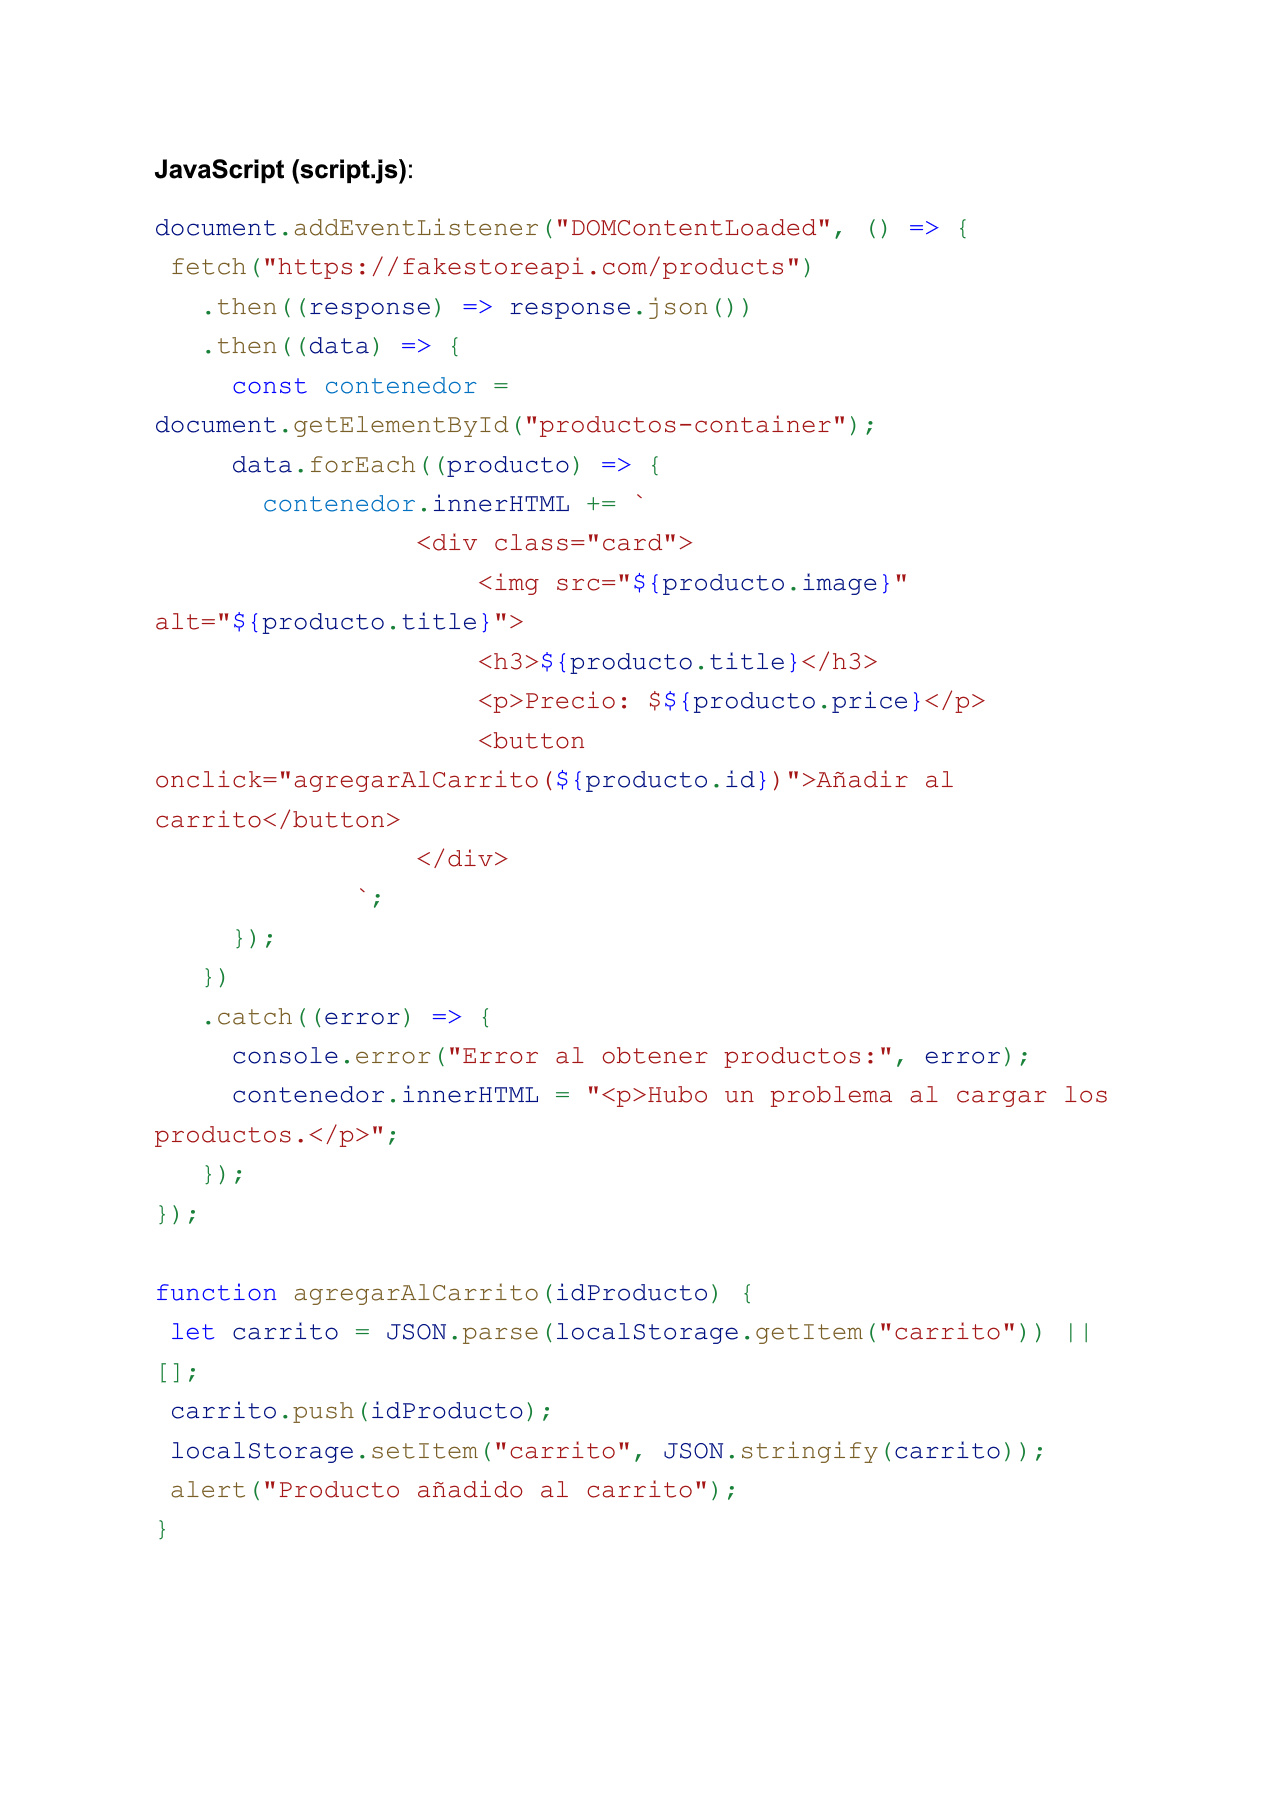 JavaScript (script.js):
document.addEventListener("DOMContentLoaded", () => {
 fetch("https://fakestoreapi.com/products")
   .then((response) => response.json())
   .then((data) => {
     const contenedor =
document.getElementById("productos-container");
     data.forEach((producto) => {
       contenedor.innerHTML += `
                 <div class="card">
                     <img src="${producto.image}"
alt="${producto.title}">
                     <h3>${producto.title}</h3>
                     <p>Precio: $${producto.price}</p>
                     <button
onclick="agregarAlCarrito(${producto.id})">Añadir al
carrito</button>
                 </div>
             `;
     });
   })
   .catch((error) => {
     console.error("Error al obtener productos:", error);
     contenedor.innerHTML = "<p>Hubo un problema al cargar los
productos.</p>";
   });
});

function agregarAlCarrito(idProducto) {
 let carrito = JSON.parse(localStorage.getItem("carrito")) ||
[];
 carrito.push(idProducto);
 localStorage.setItem("carrito", JSON.stringify(carrito));
 alert("Producto añadido al carrito");
}